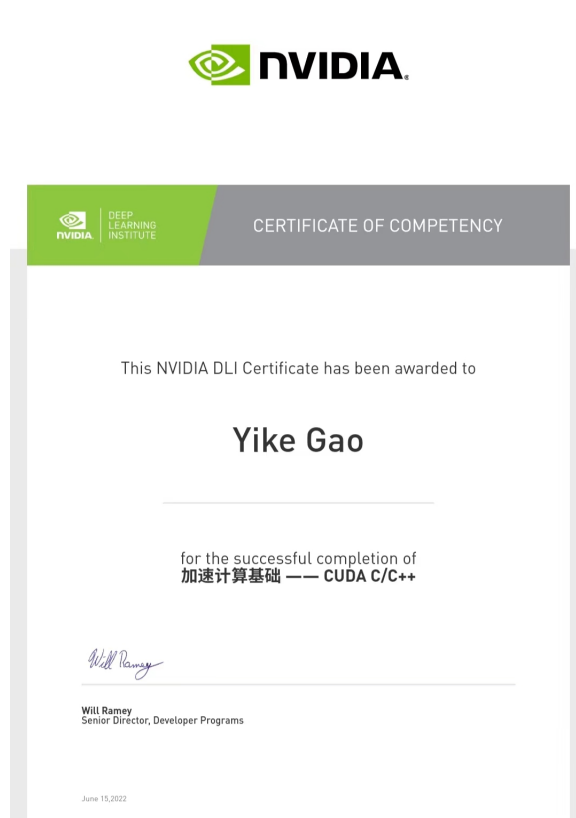 NVIDIA
DEEP
LEARNING
INSTITUTE
NVIDIA
CERTIFICATE OF COMPETENCY
This NVIDIA DLI Certificate has been awarded to
Yike Gao
for the successful completion of
加速计算基础 —— CUDA C/C++
Will Ramey
Will Ramey
Senior Director, Developer Programs
June 15,2022